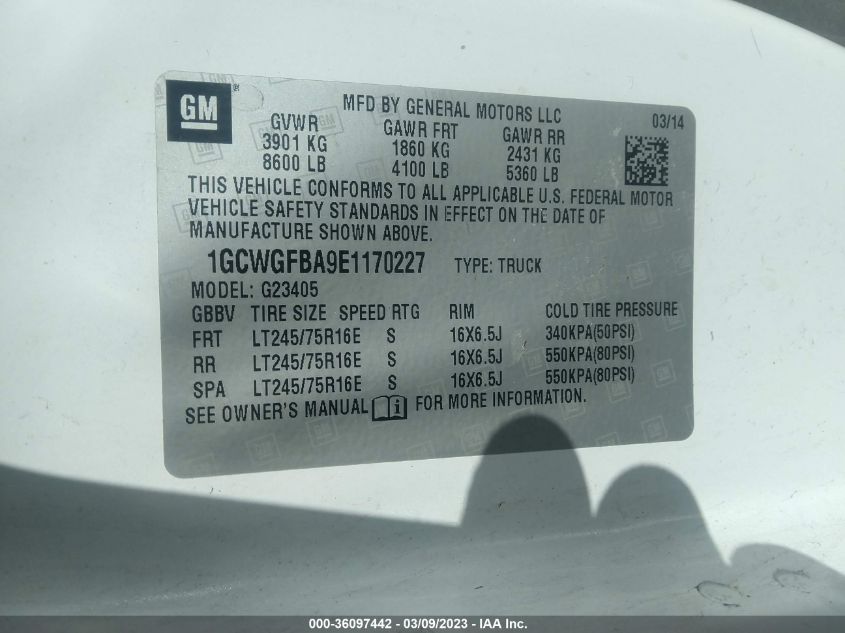 GM®
MFD BY GENERAL MOTORS LLC
03/14
GVWR GAWR FRT GAWR RR
3901 KG 1860 KG 2431 KG
8600 LB 4100 LB 5360 LB
THIS VEHICLE CONFORMS TO ALL APPLICABLE U.S. FEDERAL MOTOR
VEHICLE SAFETY STANDARDS IN EFFECT ON THE DATE OF
MANUFACTURE SHOWN ABOVE.
1GCWGFBA9E1170227 TYPE: TRUCK
MODEL: G23405
GBBV TIRE SIZE SPEED RTG RIM COLD TIRE PRESSURE
FRT LT245/75R16E S 16X6.5J 340KPA(50PSI)
RR LT245/75R16E S 16X6.5J 550KPA(80PSI)
SPA LT245/75R16E S 16X6.5J 550KPA(80PSI)
SEE OWNER'S MANUAL i FOR MORE INFORMATION.
000-36097442 - 03/09/2023 - IAA Inc.